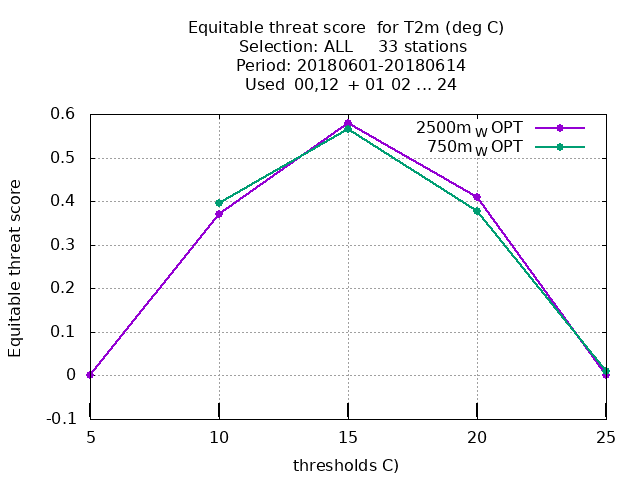 Equitable threat score  for T2m (deg C)
Selection: ALL     33 stations
Period: 20180601-20180614
Used  00,12  + 01 02 ... 24
2500m W OPT
750m W OPT
Equitable threat score
0.6
0.5
0.4
0.3
0.2
0.1
0
-0.1
5 10 15 20 25
thresholds C)